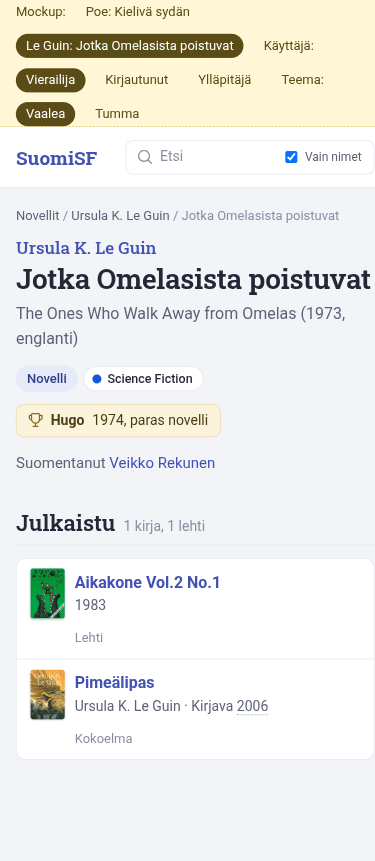 Mockup: Poe: Kielivä sydän
Le Guin: Jotka Omelasista poistuvat Käyttäjä:
Vierailija Kirjautunut Ylläpitäjä Teema:
Vaalea Tumma
SuomiSF Etsi Vain nimet
Novellit / Ursula K. Le Guin / Jotka Omelasista poistuvat
Ursula K. Le Guin
Jotka Omelasista poistuvat
The Ones Who Walk Away from Omelas (1973,
englanti)
Novelli Science Fiction
Hugo 1974, paras novelli
Suomentanut Veikko Rekunen
Julkaistu 1 kirja, 1 lehti
Aikakone Vol.2 No.1
1983
Lehti
Pimeälipas
Ursula K. Le Guin · Kirjava 2006
Kokoelma